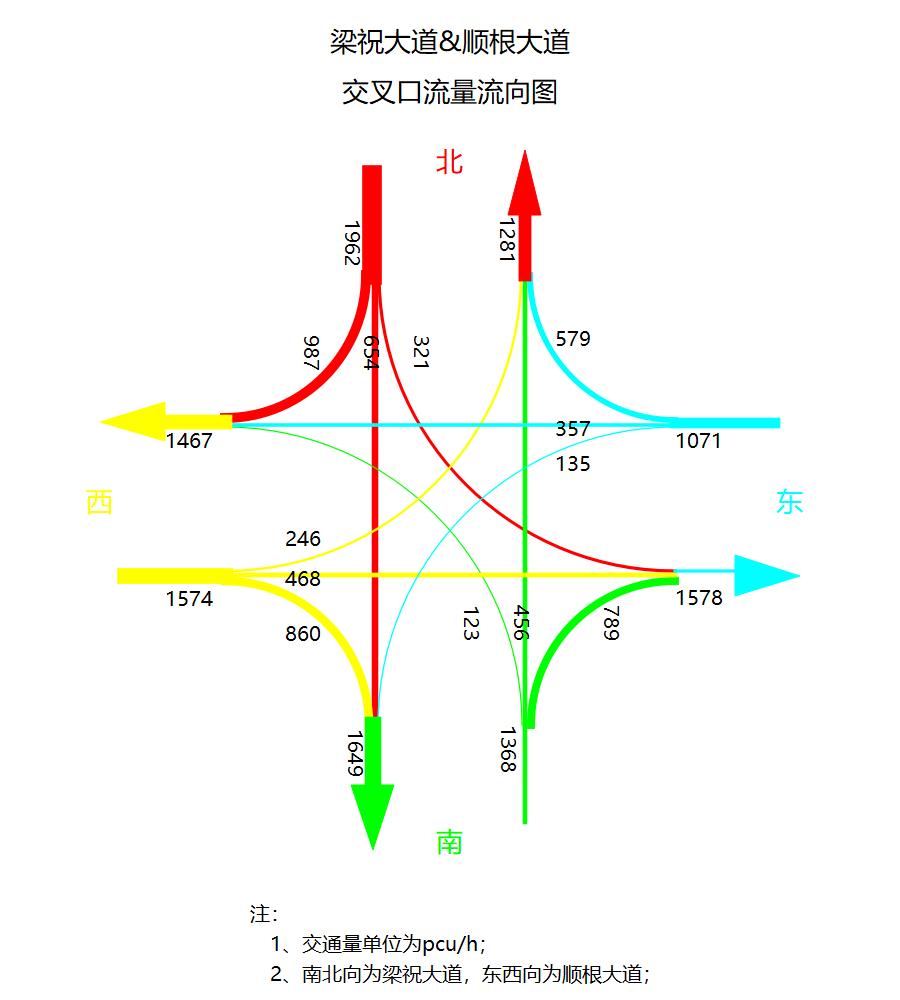 梁祝大道&顺根大道
交叉口流量流向图
北
1962
1281
987
654
321
579
1467
357
1071
135
西
东
246
468
1574
1578
860
123
456
789
1649
1368
南
注：
1、交通量单位为pcu/h；
2、南北向为梁祝大道，东西向为顺根大道；